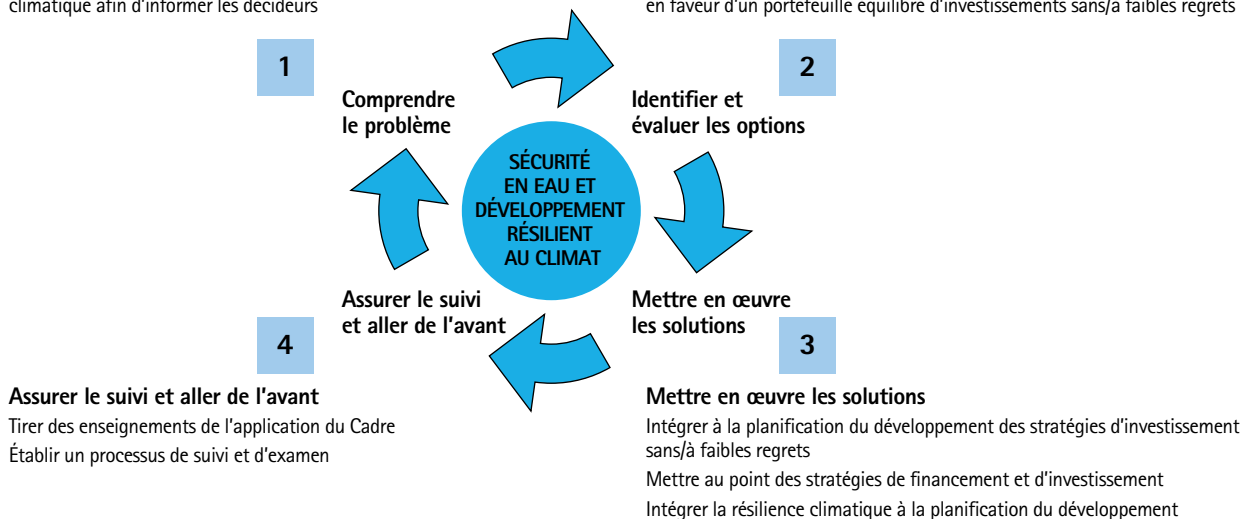 climatique afin d'informer les décideurs
en faveur d'un portefeuille équilibré d'investissements sans/à faibles regrets
1
2
Comprendre
le problème
Identifier et
évaluer les options
SÉCURITÉ
EN EAU ET
DÉVELOPPEMENT
RÉSILIENT
AU CLIMAT
Assurer le suivi
et aller de l'avant
Mettre en œuvre
les solutions
4
3
Assurer le suivi et aller de l'avant
Tirer des enseignements de l'application du Cadre
Établir un processus de suivi et d'examen
Mettre en œuvre les solutions
Intégrer à la planification du développement des stratégies d'investissement
sans/à faibles regrets
Mettre au point des stratégies de financement et d'investissement
Intégrer la résilience climatique à la planification du développement